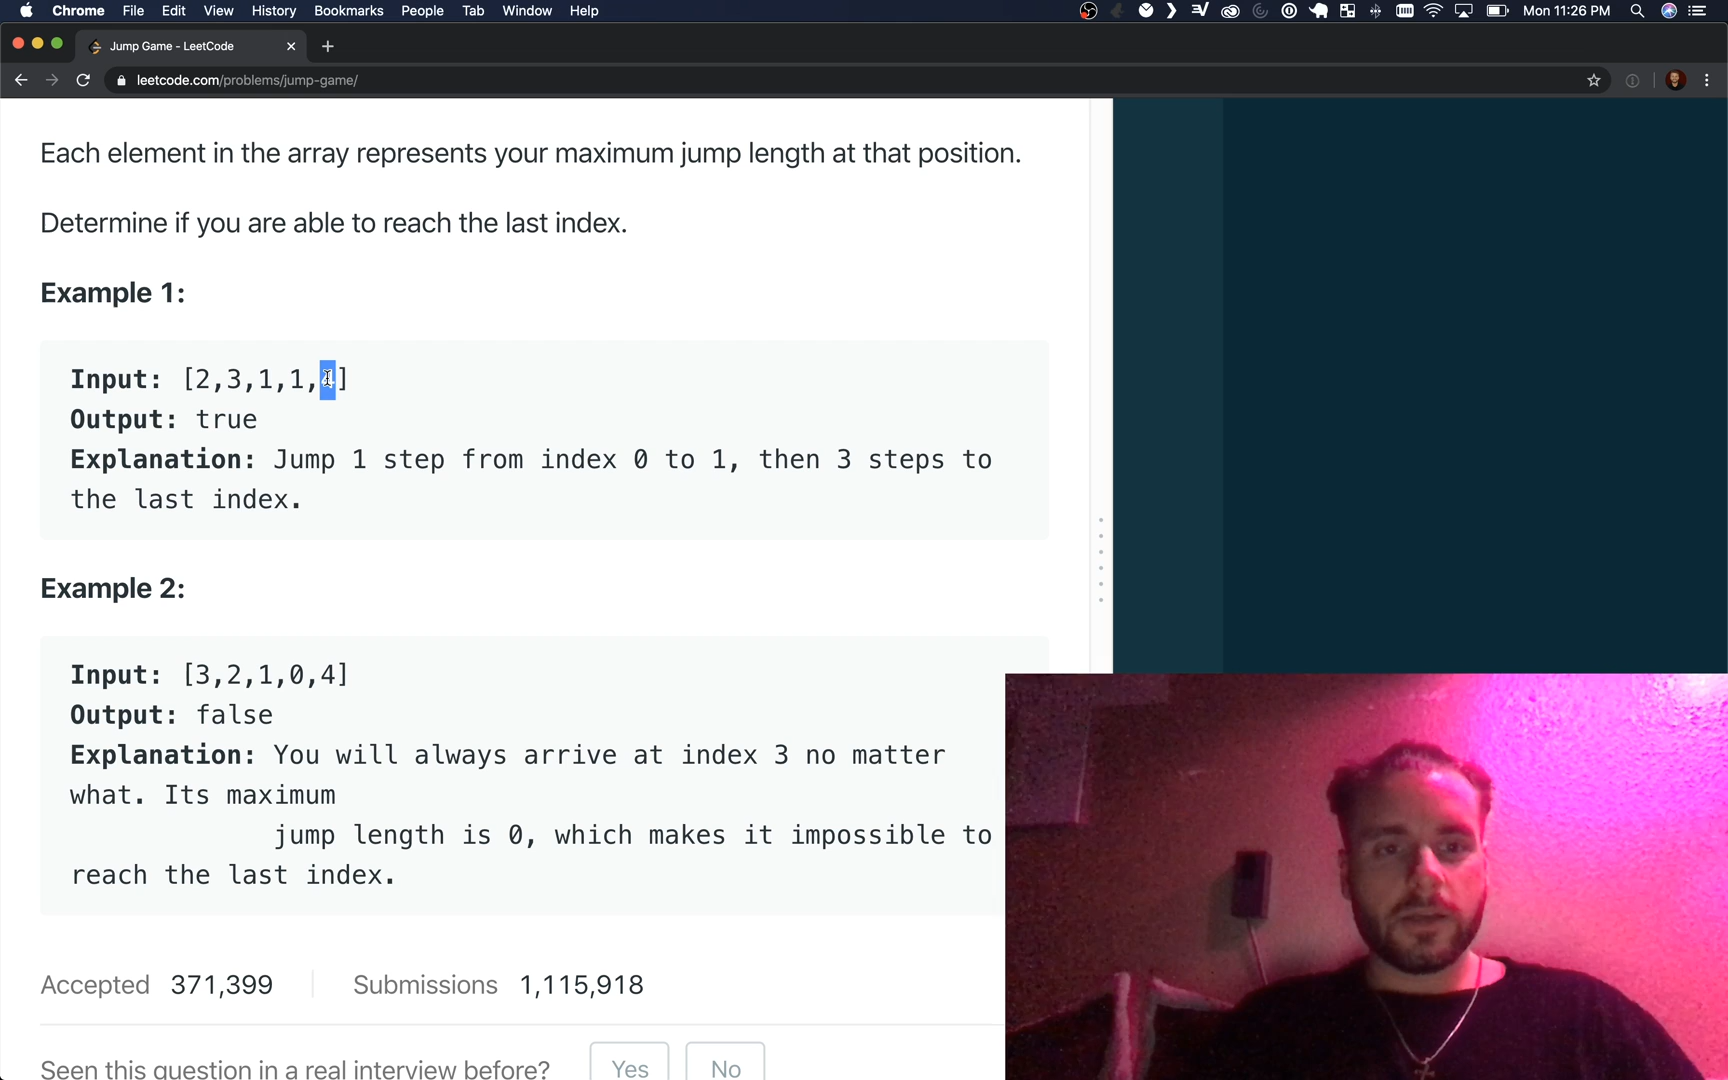 Chrome File Edit View History Bookmarks People Tab Window Help Mon 11:26 PM
Jump Game - LeetCode
leetcode.com/problems/jump-game/
Each element in the array represents your maximum jump length at that position.
Determine if you are able to reach the last index.
Example 1:
Input: [2,3,1,1,4]
Output: true
Explanation: Jump 1 step from index 0 to 1, then 3 steps to
the last index.
Example 2:
Input: [3,2,1,0,4]
Output: false
Explanation: You will always arrive at index 3 no matter
what. Its maximum
jump length is 0, which makes it impossible to
reach the last index.
Accepted 371,399 Submissions 1,115,918
Seen this question in a real interview before? Yes No